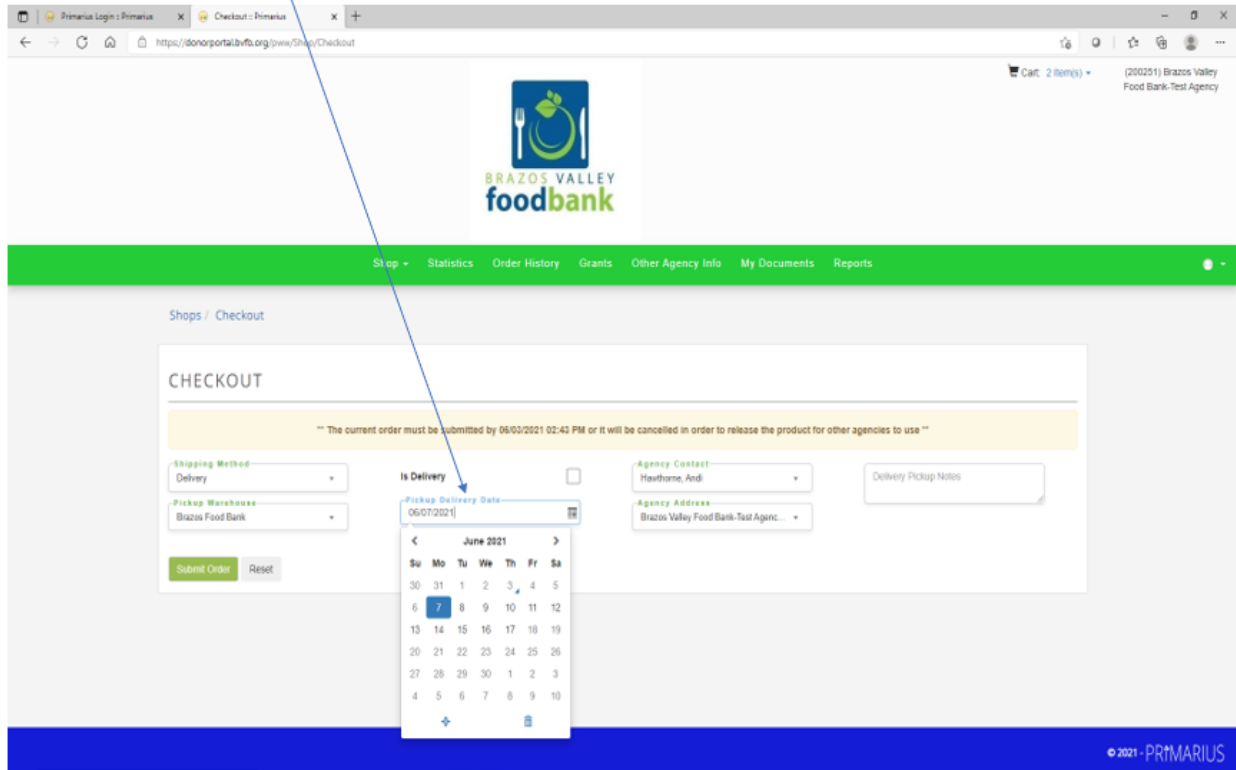 Primarius Login :: Primarius
Checkout :: Primarius
https://donorportal.bvfb.org/pww/Shop/Checkout
Cart: 2 Item(s)
(200251) Brazos Valley
Food Bank-Test Agency
BRAZOS VALLEY
foodbank
Shop Statistics Order History Grants Other Agency Info My Documents Reports
Shops / Checkout
CHECKOUT
** The current order must be submitted by 06/03/2021 02:43 PM or it will be cancelled in order to release the product for other agencies to use **
Shipping Method
Delivery
Is Delivery
Agency Contact
Hawthorne, Andi
Delivery Pickup Notes
Pickup Warehouse
Brazos Food Bank
Pickup Delivery Date
06/07/2021
Agency Address
Brazos Valley Food Bank-Test Agenc...
Submit Order Reset
June 2021
Su Mo Tu We Th Fr Sa
30 31 1 2 3 4 5
6 7 8 9 10 11 12
13 14 15 16 17 18 19
20 21 22 23 24 25 26
27 28 29 30 1 2 3
4 5 6 7 8 9 10
© 2021 - PRIMARIUS